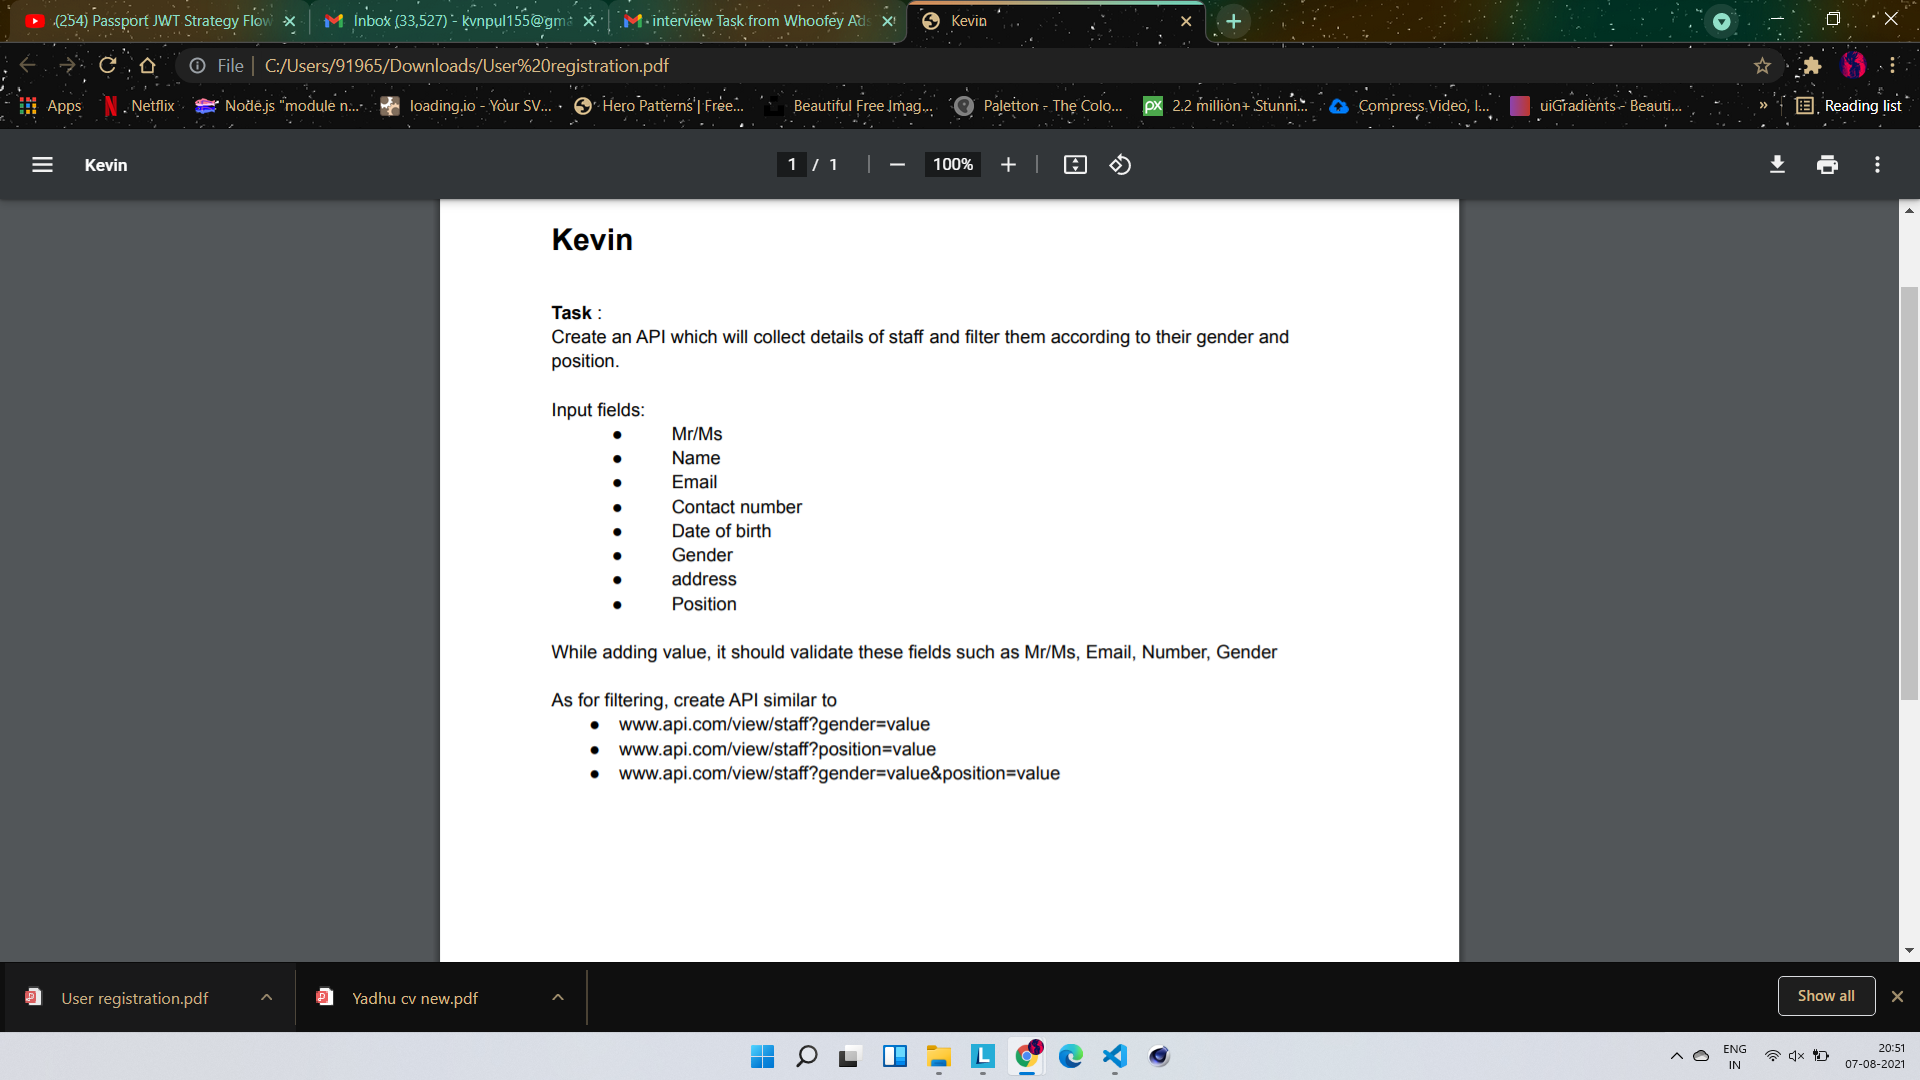 (254) Passport JWT Strategy Flow
Inbox (33,527) - kvnpul155@gma
interview Task from Whoofey Ads
Kevin
File
C:/Users/91965/Downloads/User%20registration.pdf
Apps
Netflix
Node.js "module n...
loading.io - Your SV...
Hero Patterns | Free...
Beautiful Free Imag...
Paletton - The Colo...
px
2.2 million+ Stunni...
Compress Video, I...
uiGradients - Beauti...
»
Reading list
Kevin
1 / 1
100%
Kevin
Task :
Create an API which will collect details of staff and filter them according to their gender and
position.
Input fields:
● Mr/Ms
● Name
● Email
● Contact number
● Date of birth
● Gender
● address
● Position
While adding value, it should validate these fields such as Mr/Ms, Email, Number, Gender
As for filtering, create API similar to
● www.api.com/view/staff?gender=value
● www.api.com/view/staff?position=value
● www.api.com/view/staff?gender=value&position=value
User registration.pdf
Yadhu cv new.pdf
Show all
L
ENG
IN
20:51
07-08-2021